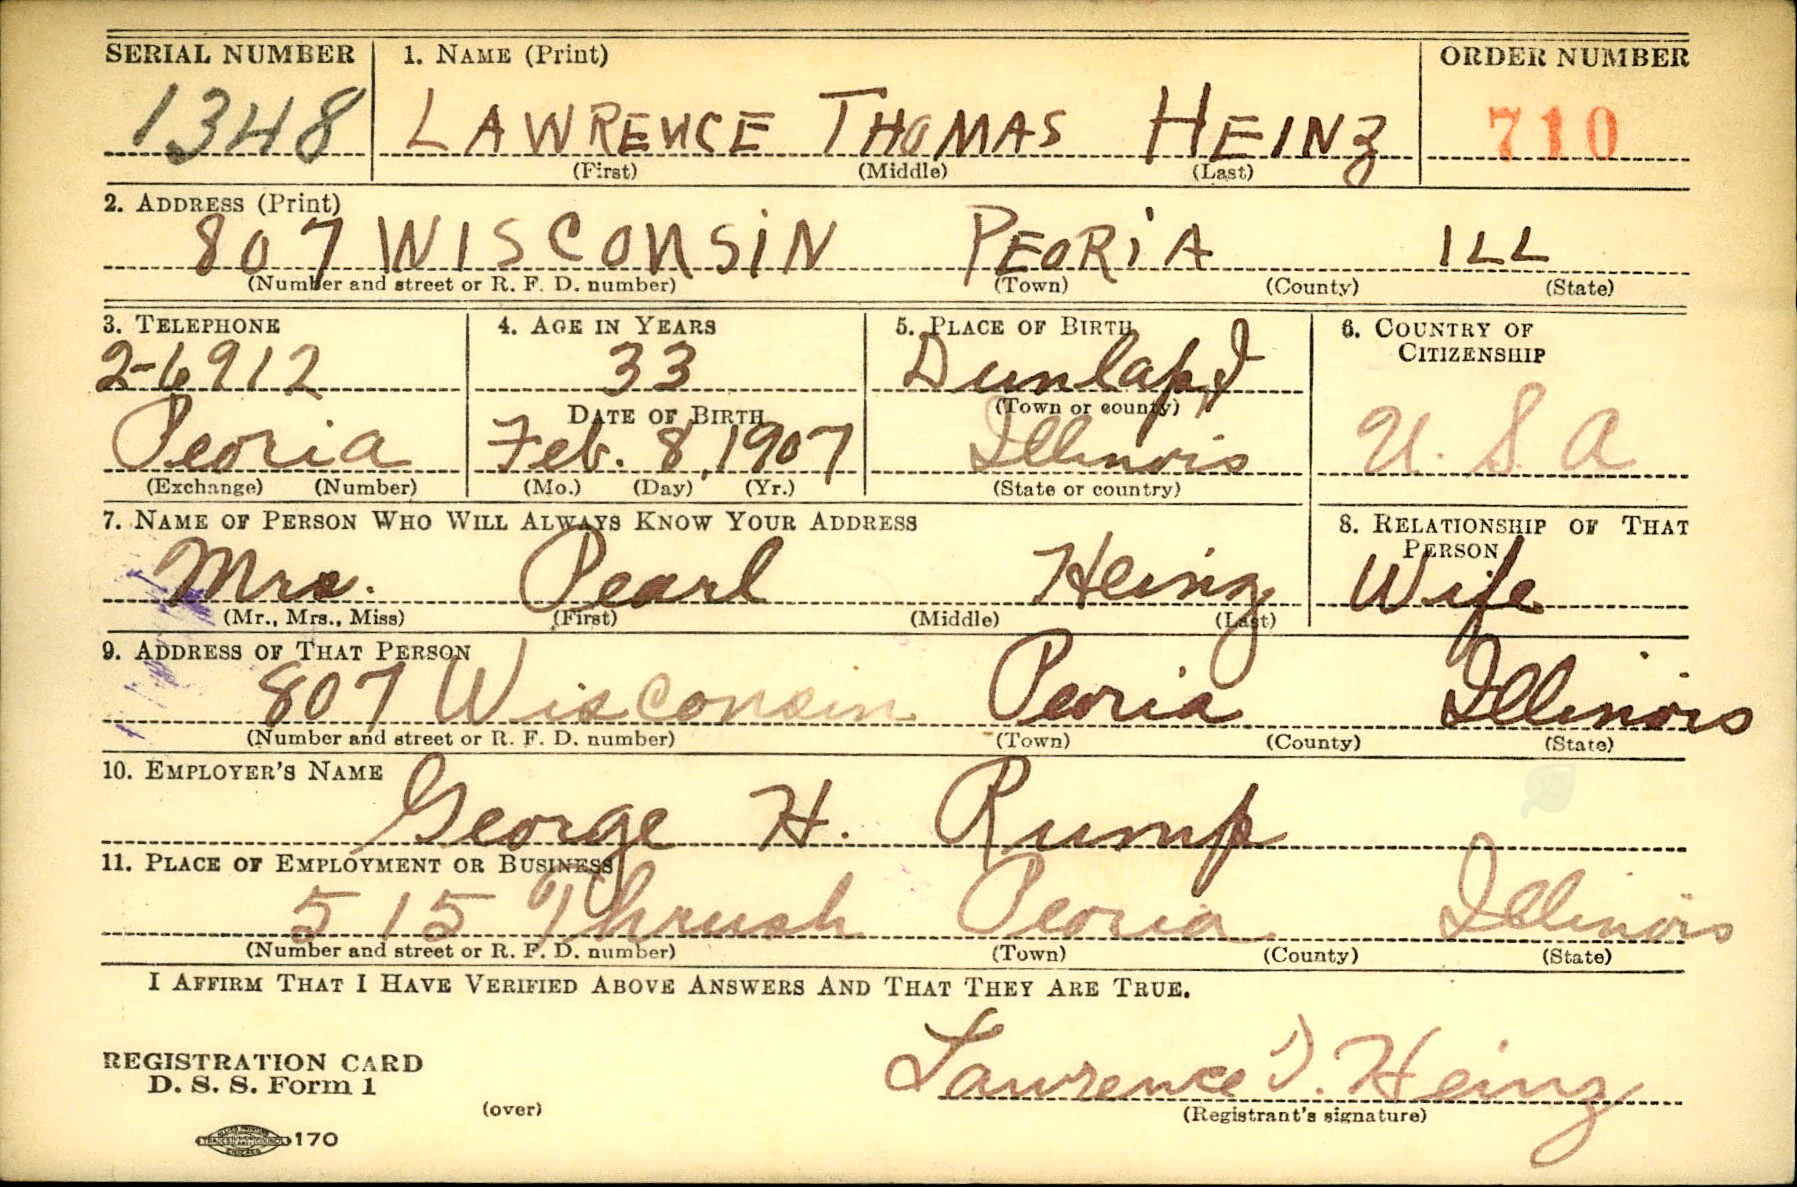 SERIAL NUMBER 1. NAME (Print) ORDER NUMBER
1348 LAWRENCE THOMAS HEINZ 710
(First) (Middle) (Last)
2. ADDRESS (Print)
807 WISCONSIN PEORIA ILL
(Number and street or R. F. D. number) (Town) (County) (State)
3. TELEPHONE 4. AGE IN YEARS 5. PLACE OF BIRTH 6. COUNTRY OF
CITIZENSHIP
2-6912 33 Dunlap, I
DATE OF BIRTH (Town or county)
Peoria Feb. 8, 1907 Illinois U. S. A
(Exchange) (Number) (Mo.) (Day) (Yr.) (State or country)
7. NAME OF PERSON WHO WILL ALWAYS KNOW YOUR ADDRESS 8. RELATIONSHIP OF THAT
PERSON
Mrs. Pearl Heinz Wife
(Mr., Mrs., Miss) (First) (Middle) (Last)
9. ADDRESS OF THAT PERSON
807 Wisconsin Peoria Illinois
(Number and street or R. F. D. number) (Town) (County) (State)
10. EMPLOYER'S NAME
George H. Rump
11. PLACE OF EMPLOYMENT OR BUSINESS
515 Thrush Peoria Illinois
(Number and street or R. F. D. number) (Town) (County) (State)
I AFFIRM THAT I HAVE VERIFIED ABOVE ANSWERS AND THAT THEY ARE TRUE.
Lawrence T. Heinz
REGISTRATION CARD
D. S. S. Form 1
(over) (Registrant's signature)
170